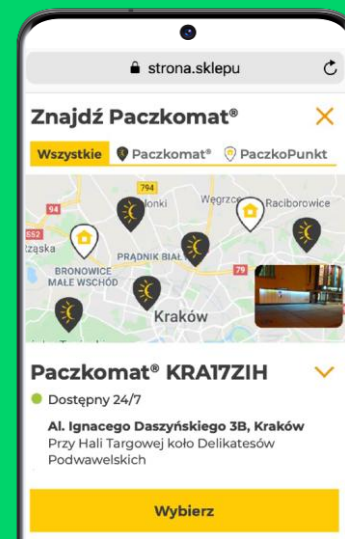 strona.sklepu
Znajdź Paczkomat®
Wszystkie Paczkomat® PaczkoPunkt
794
94
Węgrzce
Raciborowice
S52
PRĄDNIK BIAŁY
BRONOWICE
MAŁE WSCHÓD
79
Kraków
Paczkomat® KRA17ZIH
Dostępny 24/7
Al. Ignacego Daszyńskiego 3B, Kraków
Przy Hali Targowej koło Delikatesów
Podwawelskich
Wybierz